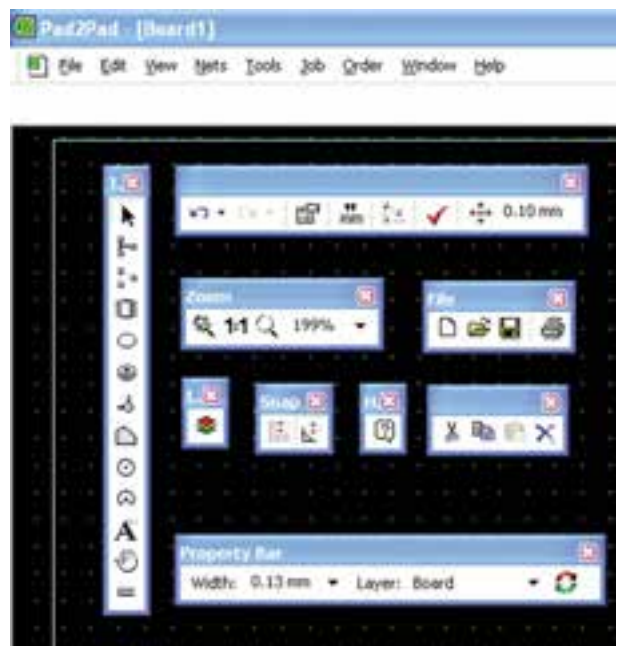 Pad2Pad - [Board1]
File Edit View Nets Tools Job Order Window Help
T..
mm 0.10 mm
Zoom
1:1 199%
File
L..
Snap
H..
A
Property Bar
Width: 0.13 mm Layer: Board